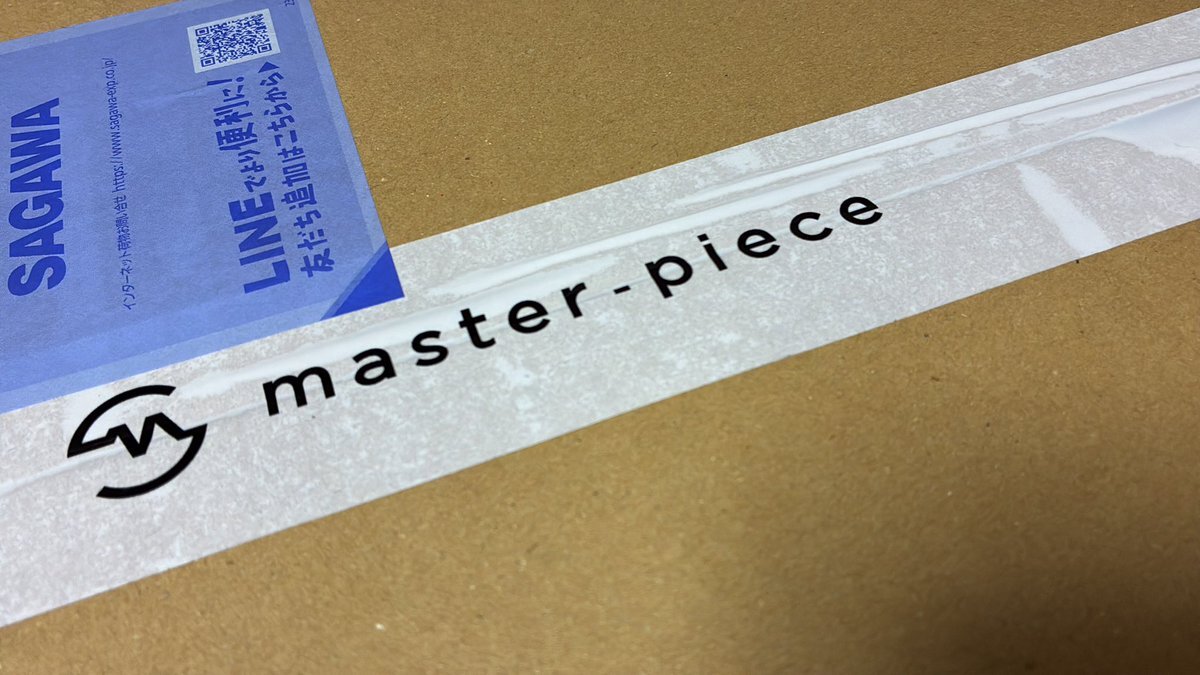 SAGAWA
インターネット荷物お問い合せ https://www.sagawa-exp.co.jp/
LINEでより便利に!
友だち追加はこちらから▶
master-piece